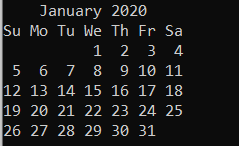 January 2020
Su Mo Tu We Th Fr Sa
          1  2  3  4
 5  6  7  8  9 10 11
12 13 14 15 16 17 18
19 20 21 22 23 24 25
26 27 28 29 30 31